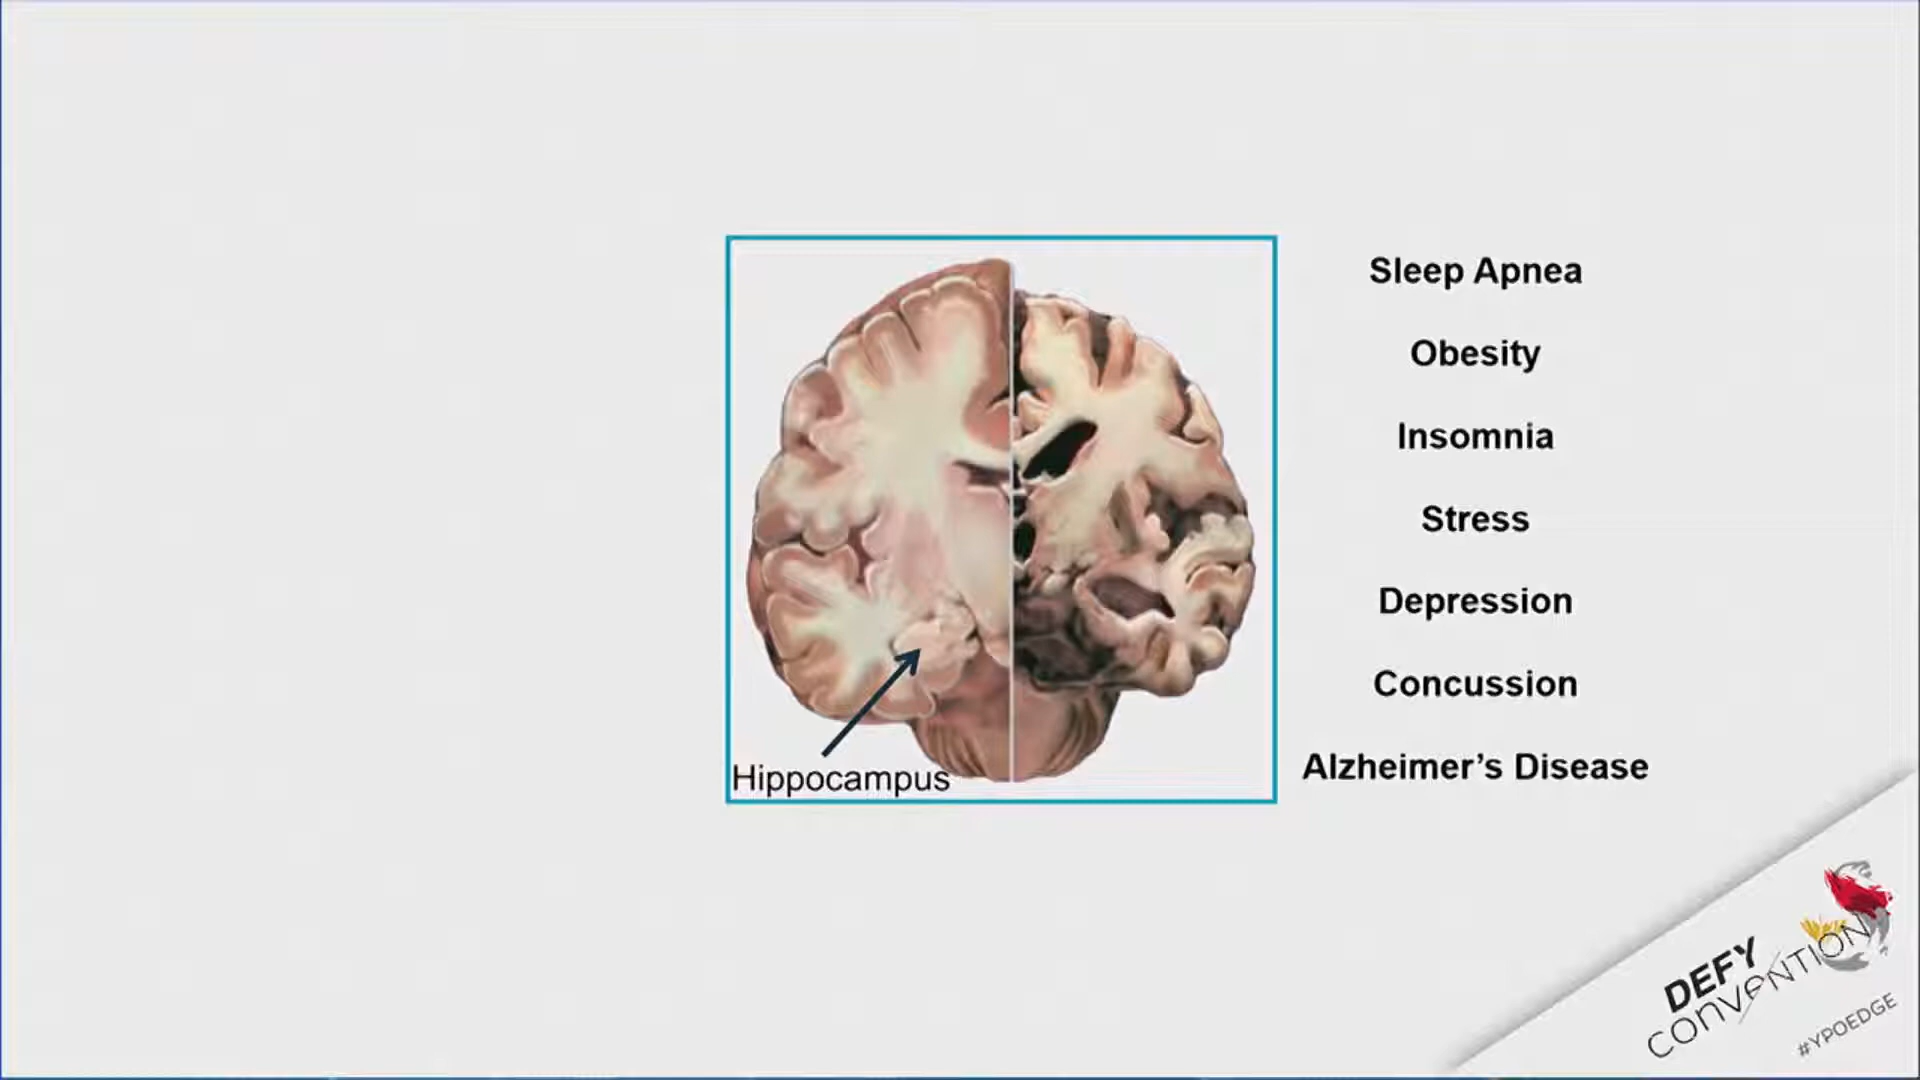 Sleep Apnea
Obesity
Insomnia
Stress
Depression
Concussion
Alzheimer’s Disease
Hippocampus
DEFY
CONVENTION
#YPOEDGE